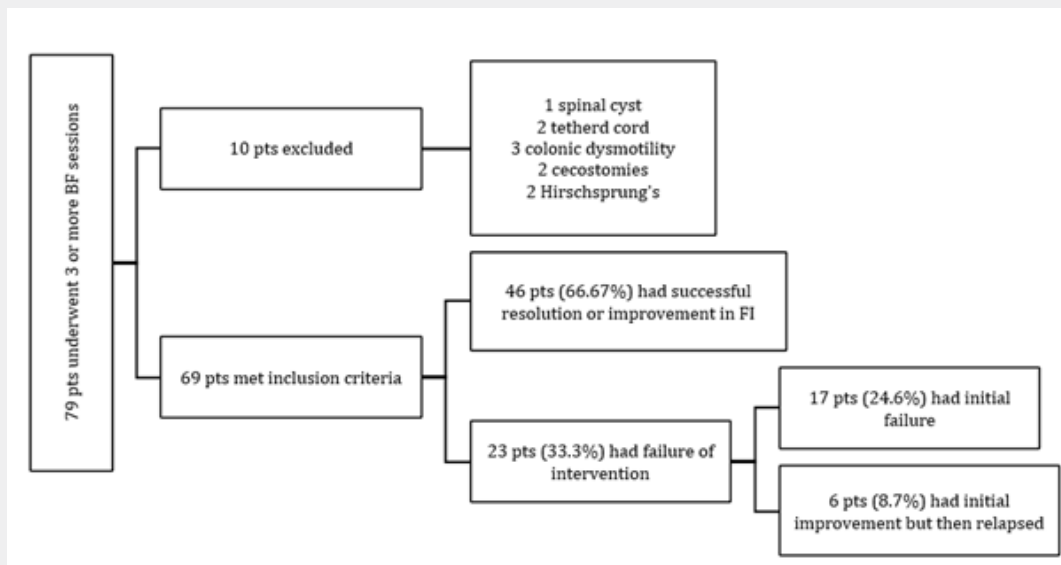 79 pts underwent 3 or more BF sessions
10 pts excluded
1 spinal cyst
2 tetherd cord
3 colonic dysmotility
2 cecostomies
2 Hirschsprung's
69 pts met inclusion criteria
46 pts (66.67%) had successful
resolution or improvement in FI
23 pts (33.3%) had failure of
intervention
17 pts (24.6%) had initial
failure
6 pts (8.7%) had initial
improvement but then relapsed